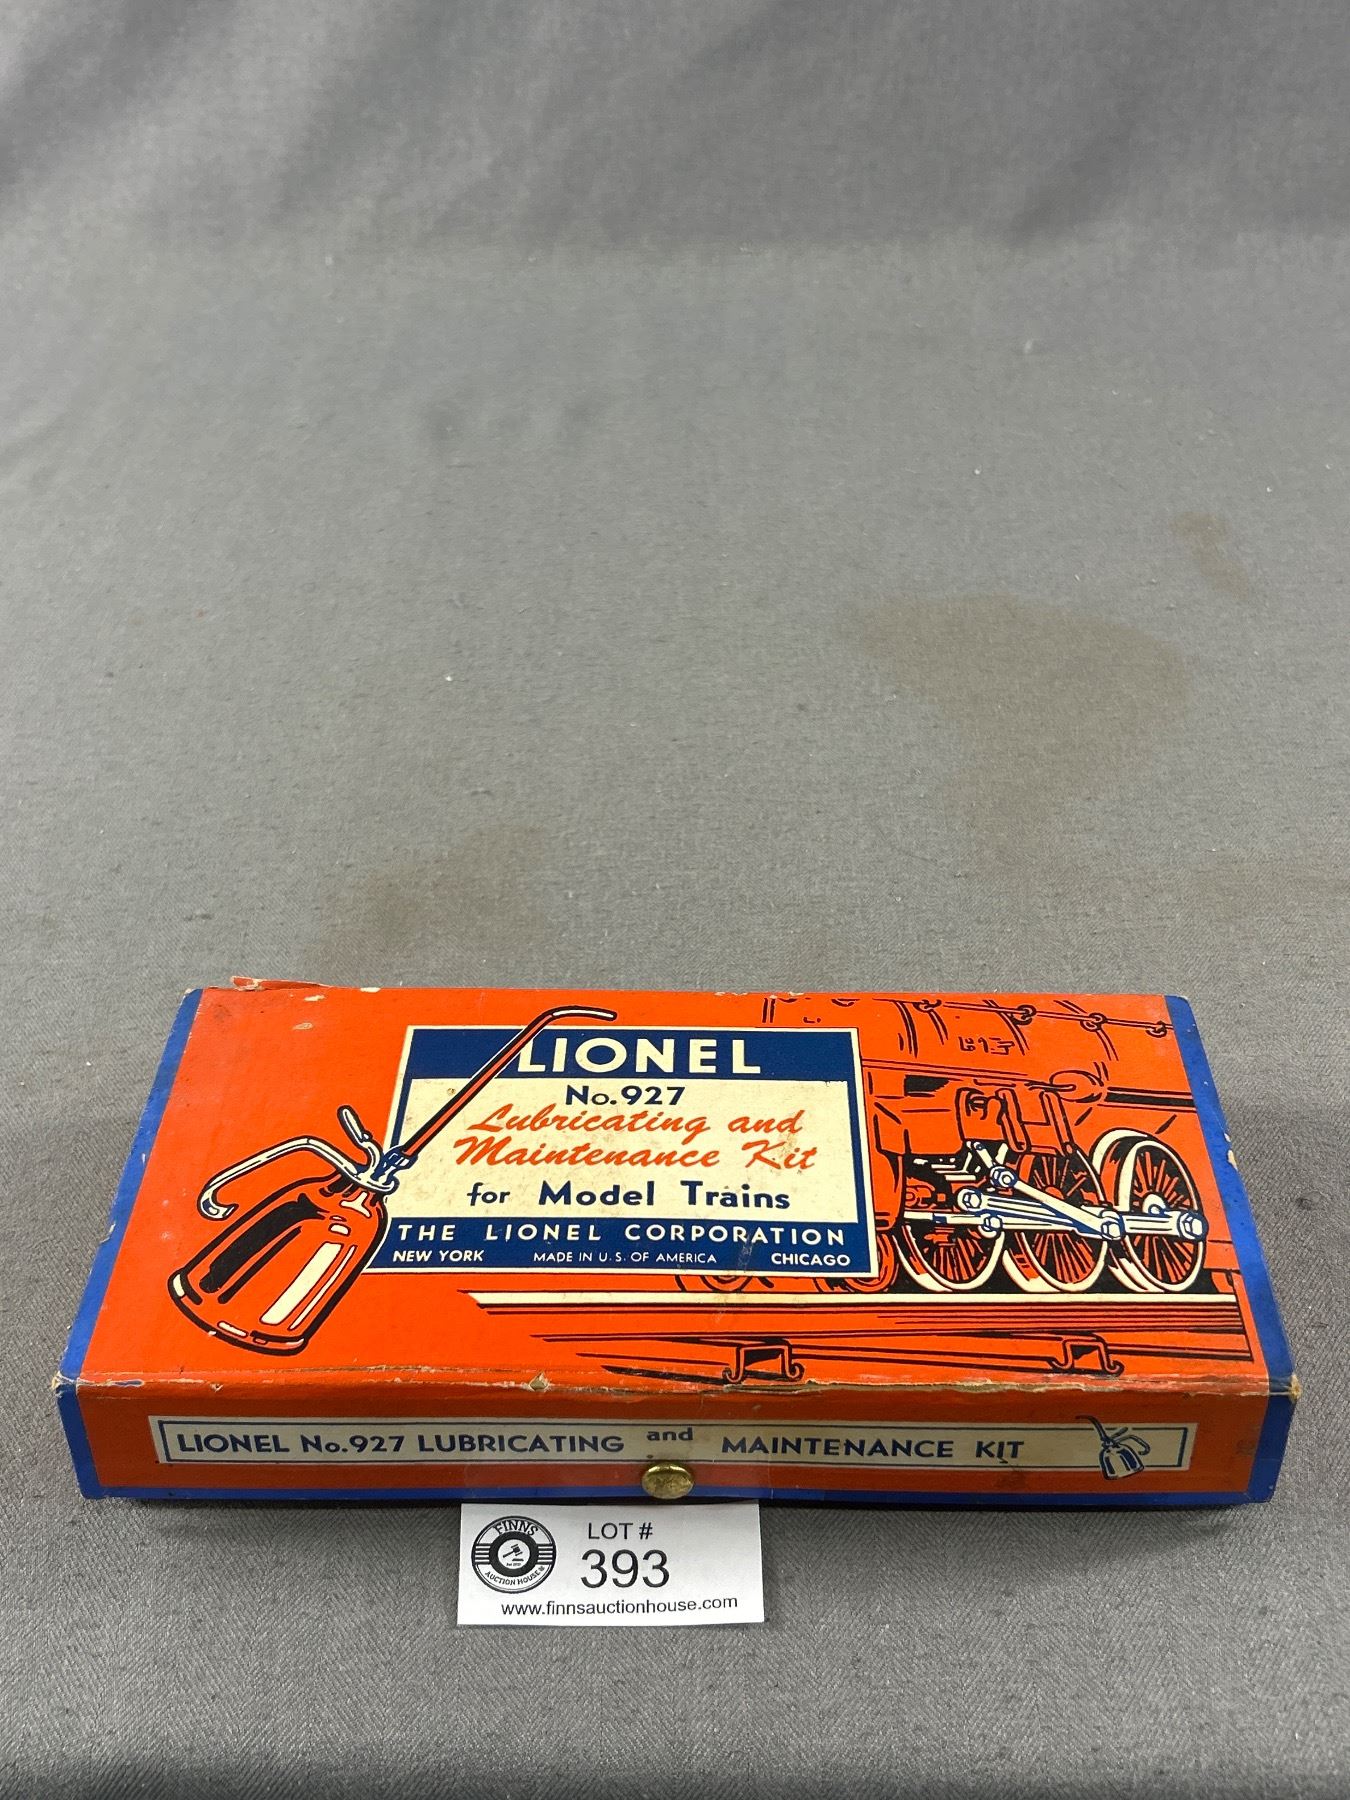 LIONEL
No. 927
Lubricating and
Maintenance Kit
for Model Trains
THE LIONEL CORPORATION
NEW YORK MADE IN U.S. OF AMERICA CHICAGO
LIONEL No. 927 LUBRICATING and MAINTENANCE KIT
FINNS
AUCTION HOUSE
LOT #
393
www.finnsauctionhouse.com